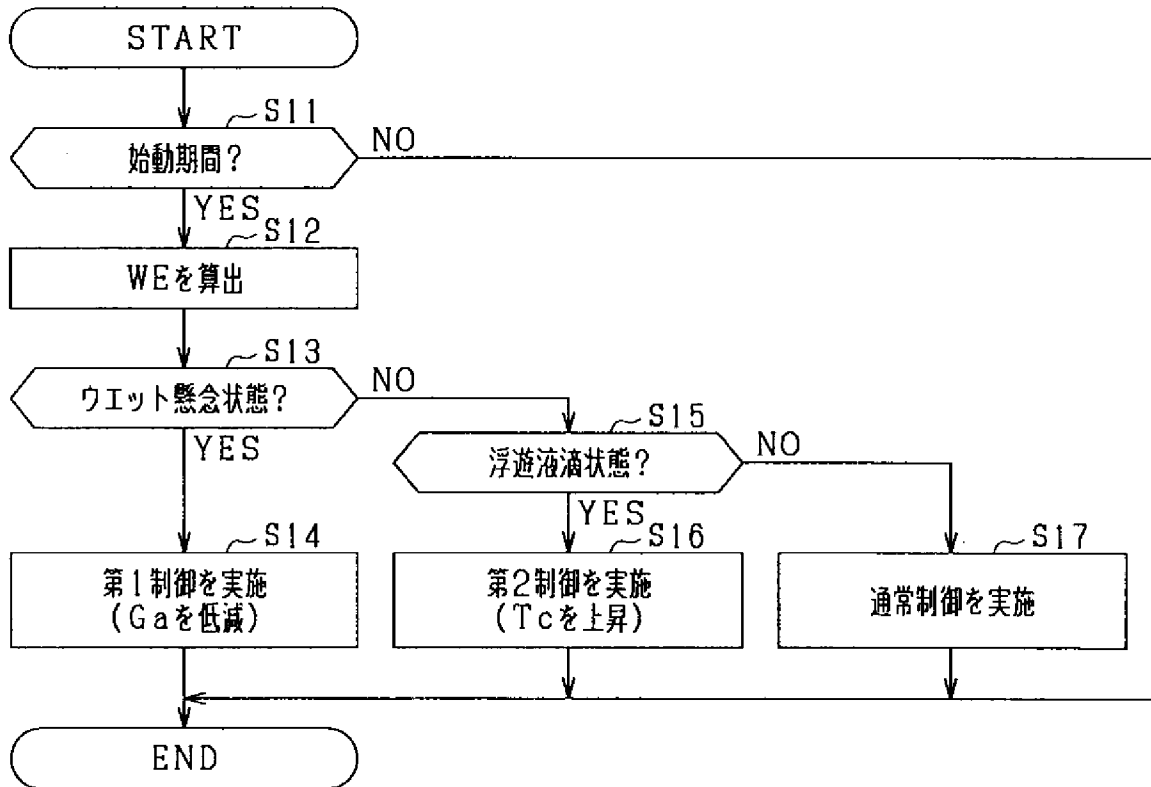 START
S11
始動期間？
NO
YES
S12
WEを算出
S13
ウエット懸念状態？
NO
YES
S15
浮遊液滴状態？
NO
YES
S14
第1制御を実施
(Gaを低減)
S16
第2制御を実施
(Tcを上昇)
S17
通常制御を実施
END